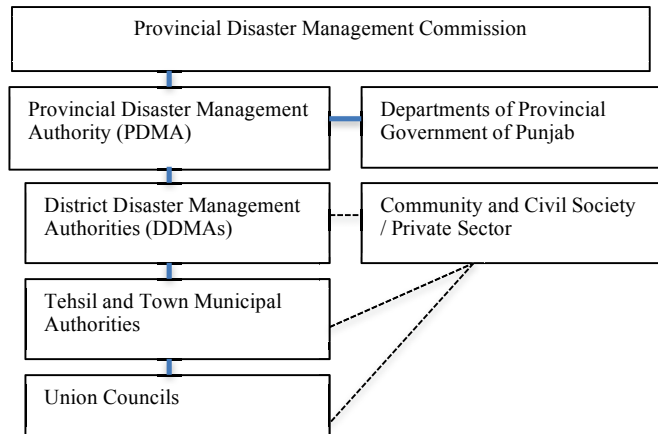 Provincial Disaster Management Commission
Provincial Disaster Management
Authority (PDMA)
Departments of Provincial
Government of Punjab
District Disaster Management
Authorities (DDMAs)
Community and Civil Society
/ Private Sector
Tehsil and Town Municipal
Authorities
Union Councils